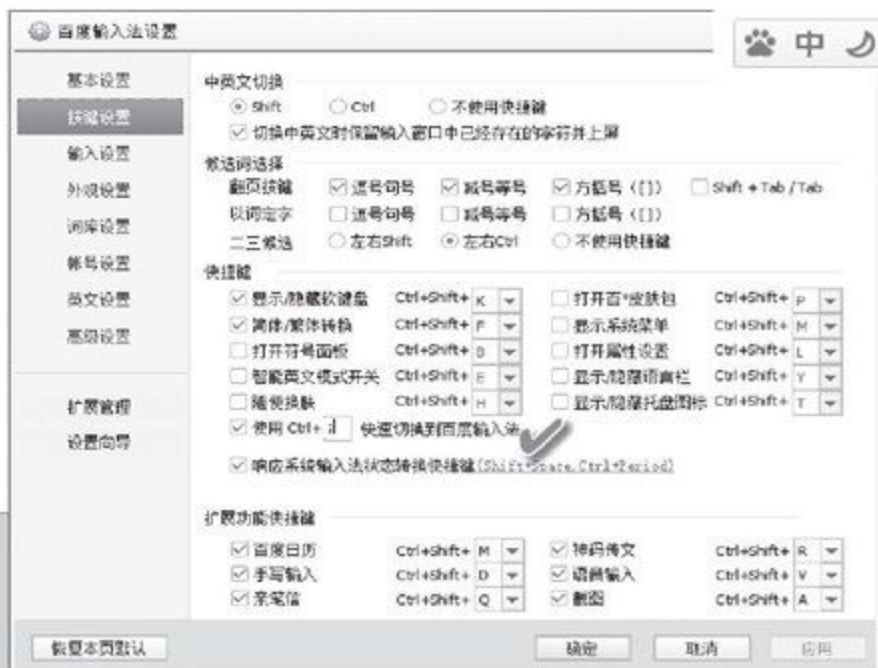 百度输入法设置
中
基本设置
按键设置
输入设置
外观设置
词库设置
帐号设置
英文设置
高级设置
扩展管理
设置向导
中英文切换
Shift Ctrl 不使用快捷键
切换中英文时保留输入窗口中已经存在的字符并上屏
候选词选择
翻页按键 逗号句号 减号等号 方括号([]) Shift + Tab / Tab
以词定字 逗号句号 减号等号 方括号([])
二三候选 左右Shift 左右Ctrl 不使用快捷键
快捷键
显示/隐藏软键盘 Ctrl+Shift+ K 打开百*皮肤包 Ctrl+Shift+ P
简体/繁体转换 Ctrl+Shift+ F 显示系统菜单 Ctrl+Shift+ M
打开符号面板 Ctrl+Shift+ B 打开属性设置 Ctrl+Shift+ L
智能英文模式开关 Ctrl+Shift+ E 显示/隐藏语言栏 Ctrl+Shift+ Y
随便换肤 Ctrl+Shift+ H 显示/隐藏托盘图标 Ctrl+Shift+ T
使用 Ctrl+ 快速切换到百度输入法
响应系统输入法状态转换快捷键(Shift+Space,Ctrl+Period)
扩展功能快捷键
百度日历 Ctrl+Shift+ M 神码传文 Ctrl+Shift+ R
手写输入 Ctrl+Shift+ D 语音输入 Ctrl+Shift+ V
亲笔信 Ctrl+Shift+ Q 截图 Ctrl+Shift+ A
恢复本页默认 确定 取消 应用